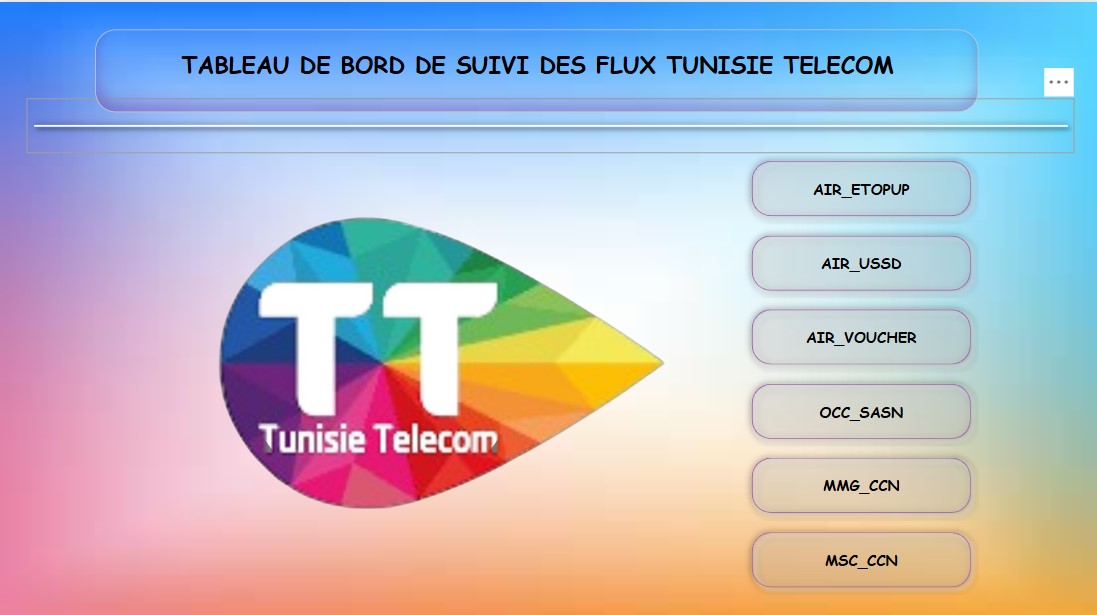 TABLEAU DE BORD DE SUIVI DES FLUX TUNISIE TELECOM
AIR_ETOPUP
AIR_USSD
AIR_VOUCHER
OCC_SASN
MMG_CCN
MSC_CCN
TT
Tunisie Telecom